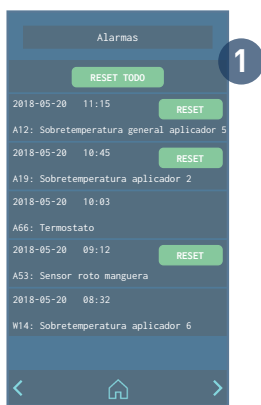 Alarmas
1
RESET TODO
2018-05-20 11:15 RESET
A12: Sobretemperatura general aplicador 5
2018-05-20 10:45 RESET
A19: Sobretemperatura aplicador 2
2018-05-20 10:03
A66: Termostato
2018-05-20 09:12 RESET
A53: Sensor roto manguera
2018-05-20 08:32
W14: Sobretemperatura aplicador 6